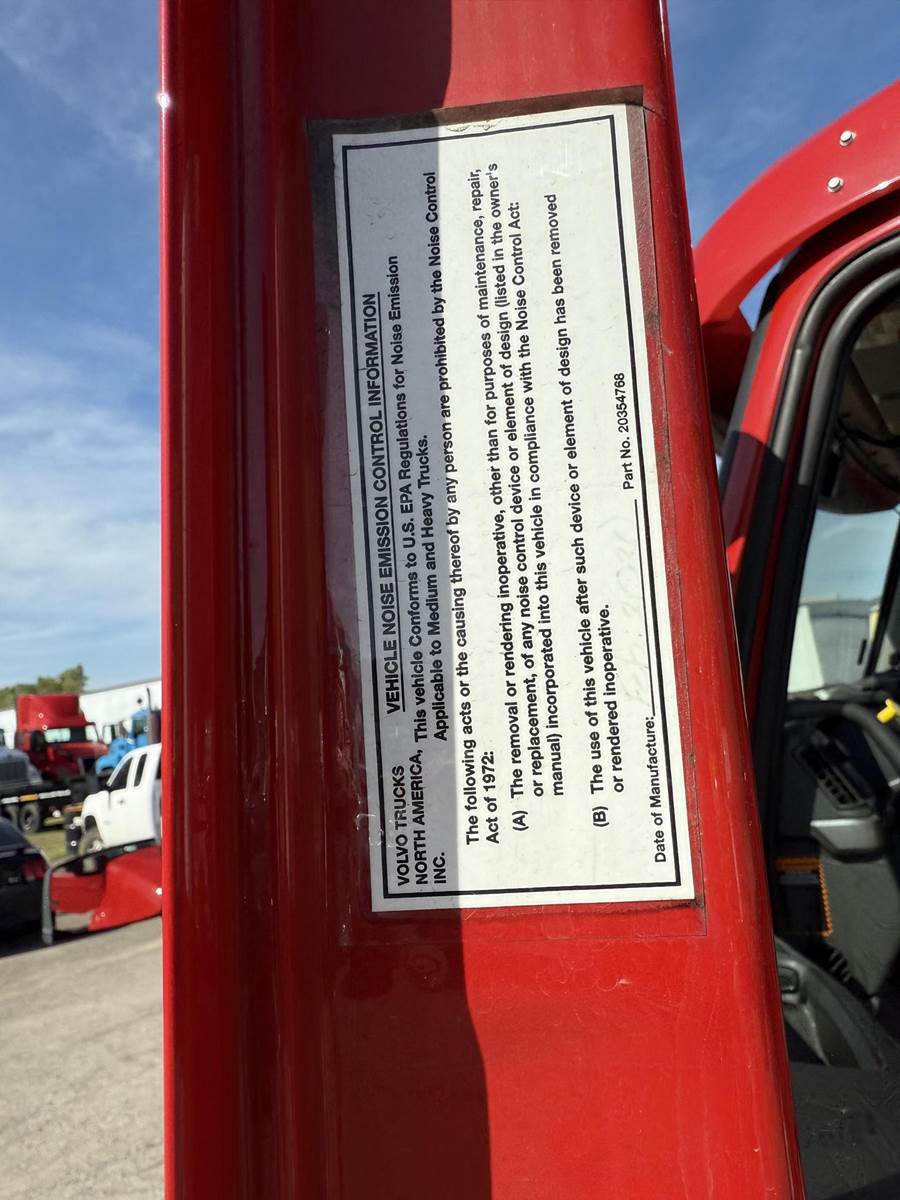 VEHICLE NOISE EMISSION CONTROL INFORMATION
VOLVO TRUCKS
NORTH AMERICA,
INC.
This vehicle Conforms to U.S. EPA Regulations for Noise Emission
Applicable to Medium and Heavy Trucks.
The following acts or the causing thereof by any person are prohibited by the Noise Control
Act of 1972:
(A) The removal or rendering inoperative, other than for purposes of maintenance, repair,
or replacement, of any noise control device or element of design (listed in the owner's
manual) incorporated into this vehicle in compliance with the Noise Control Act:
(B) The use of this vehicle after such device or element of design has been removed
or rendered inoperative.
Date of Manufacture: Part No. 20354768